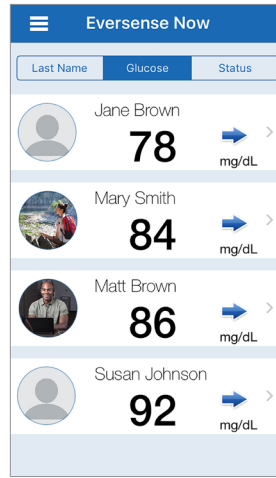 Eversense Now
Last Name Glucose Status
Jane Brown
78
mg/dL
Mary Smith
84
mg/dL
Matt Brown
86
mg/dL
Susan Johnson
92
mg/dL